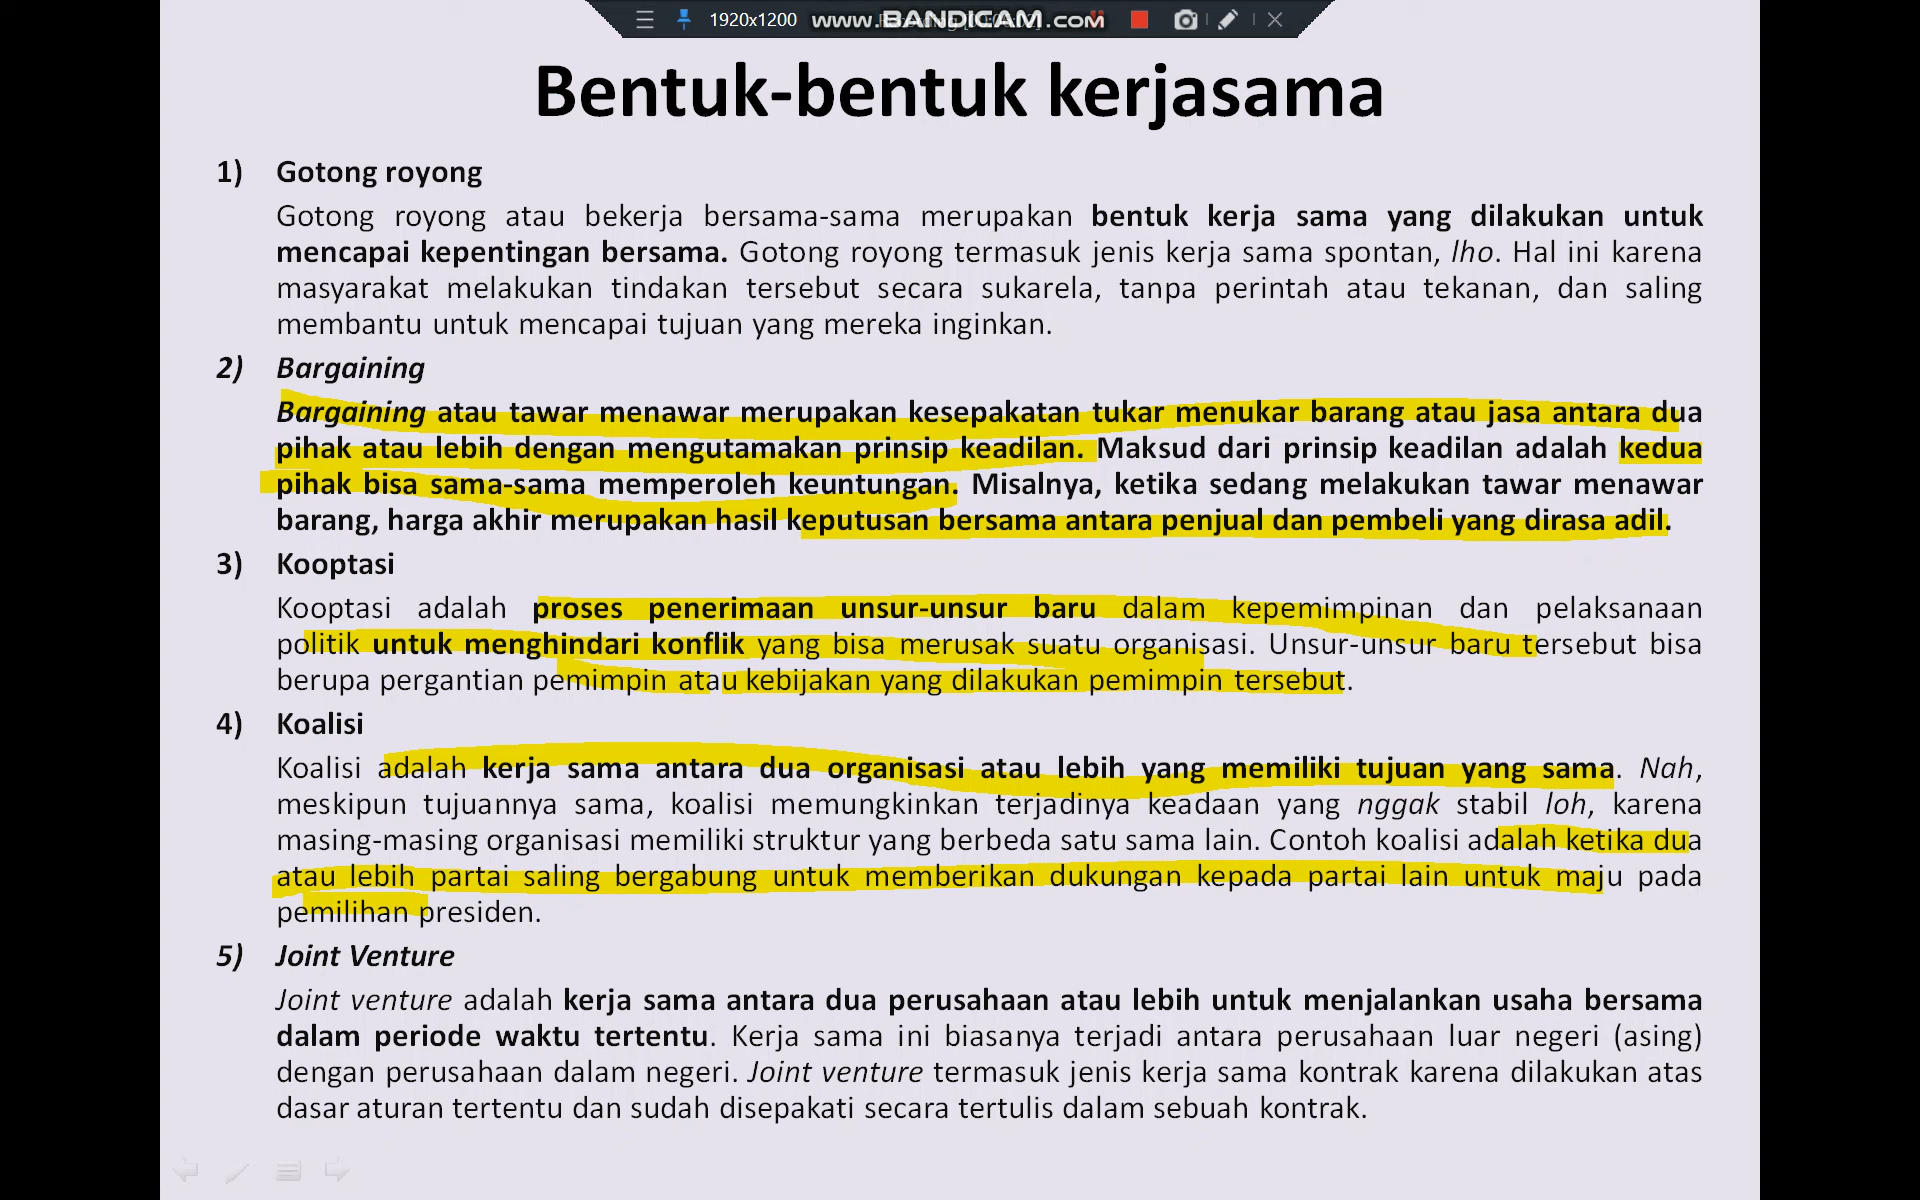 1920x1200 www.BANDICAM.com
Bentuk-bentuk kerjasama
1) Gotong royong
Gotong royong atau bekerja bersama-sama merupakan bentuk kerja sama yang dilakukan untuk
mencapai kepentingan bersama. Gotong royong termasuk jenis kerja sama spontan, lho. Hal ini karena
masyarakat melakukan tindakan tersebut secara sukarela, tanpa perintah atau tekanan, dan saling
membantu untuk mencapai tujuan yang mereka inginkan.
2) Bargaining
Bargaining atau tawar menawar merupakan kesepakatan tukar menukar barang atau jasa antara dua
pihak atau lebih dengan mengutamakan prinsip keadilan. Maksud dari prinsip keadilan adalah kedua
pihak bisa sama-sama memperoleh keuntungan. Misalnya, ketika sedang melakukan tawar menawar
barang, harga akhir merupakan hasil keputusan bersama antara penjual dan pembeli yang dirasa adil.
3) Kooptasi
Kooptasi adalah proses penerimaan unsur-unsur baru dalam kepemimpinan dan pelaksanaan
politik untuk menghindari konflik yang bisa merusak suatu organisasi. Unsur-unsur baru tersebut bisa
berupa pergantian pemimpin atau kebijakan yang dilakukan pemimpin tersebut.
4) Koalisi
Koalisi adalah kerja sama antara dua organisasi atau lebih yang memiliki tujuan yang sama. Nah,
meskipun tujuannya sama, koalisi memungkinkan terjadinya keadaan yang nggak stabil loh, karena
masing-masing organisasi memiliki struktur yang berbeda satu sama lain. Contoh koalisi adalah ketika dua
atau lebih partai saling bergabung untuk memberikan dukungan kepada partai lain untuk maju pada
pemilihan presiden.
5) Joint Venture
Joint venture adalah kerja sama antara dua perusahaan atau lebih untuk menjalankan usaha bersama
dalam periode waktu tertentu. Kerja sama ini biasanya terjadi antara perusahaan luar negeri (asing)
dengan perusahaan dalam negeri. Joint venture termasuk jenis kerja sama kontrak karena dilakukan atas
dasar aturan tertentu dan sudah disepakati secara tertulis dalam sebuah kontrak.